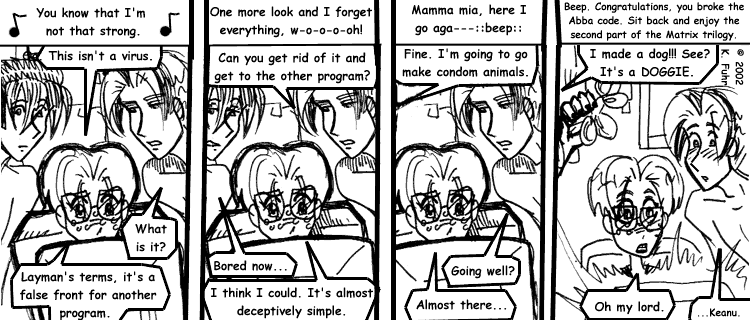 You know that I'm
not that strong.
This isn't a virus.
What
is it?
Layman's terms, it's a
false front for another
program.
One more look and I forget
everything, w-o-o-o-oh!
Can you get rid of it and
get to the other program?
Bored now...
I think I could. It's almost
deceptively simple.
Mamma mia, here I
go aga---::beep::
Fine. I'm going to go
make condom animals.
Going well?
Almost there...
Beep. Congratulations, you broke the
Abba code. Sit back and enjoy the
second part of the Matrix trilogy.
I made a dog!!! See?
It's a DOGGIE.
© 2002
K. Fuhr
Oh my lord.
...Keanu.